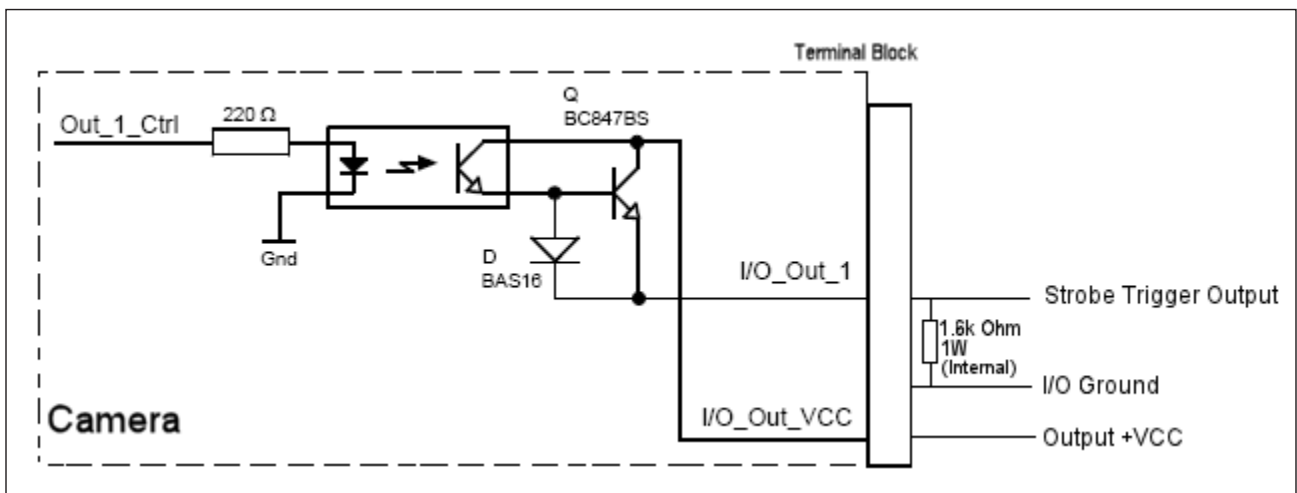 Terminal Block
Out_1_Ctrl
220 Ω
Q
BC847BS
Gnd
D
BAS16
I/O_Out_1
Strobe Trigger Output
1.6k Ohm
1W
(Internal)
I/O Ground
Camera
I/O_Out_VCC
Output +VCC